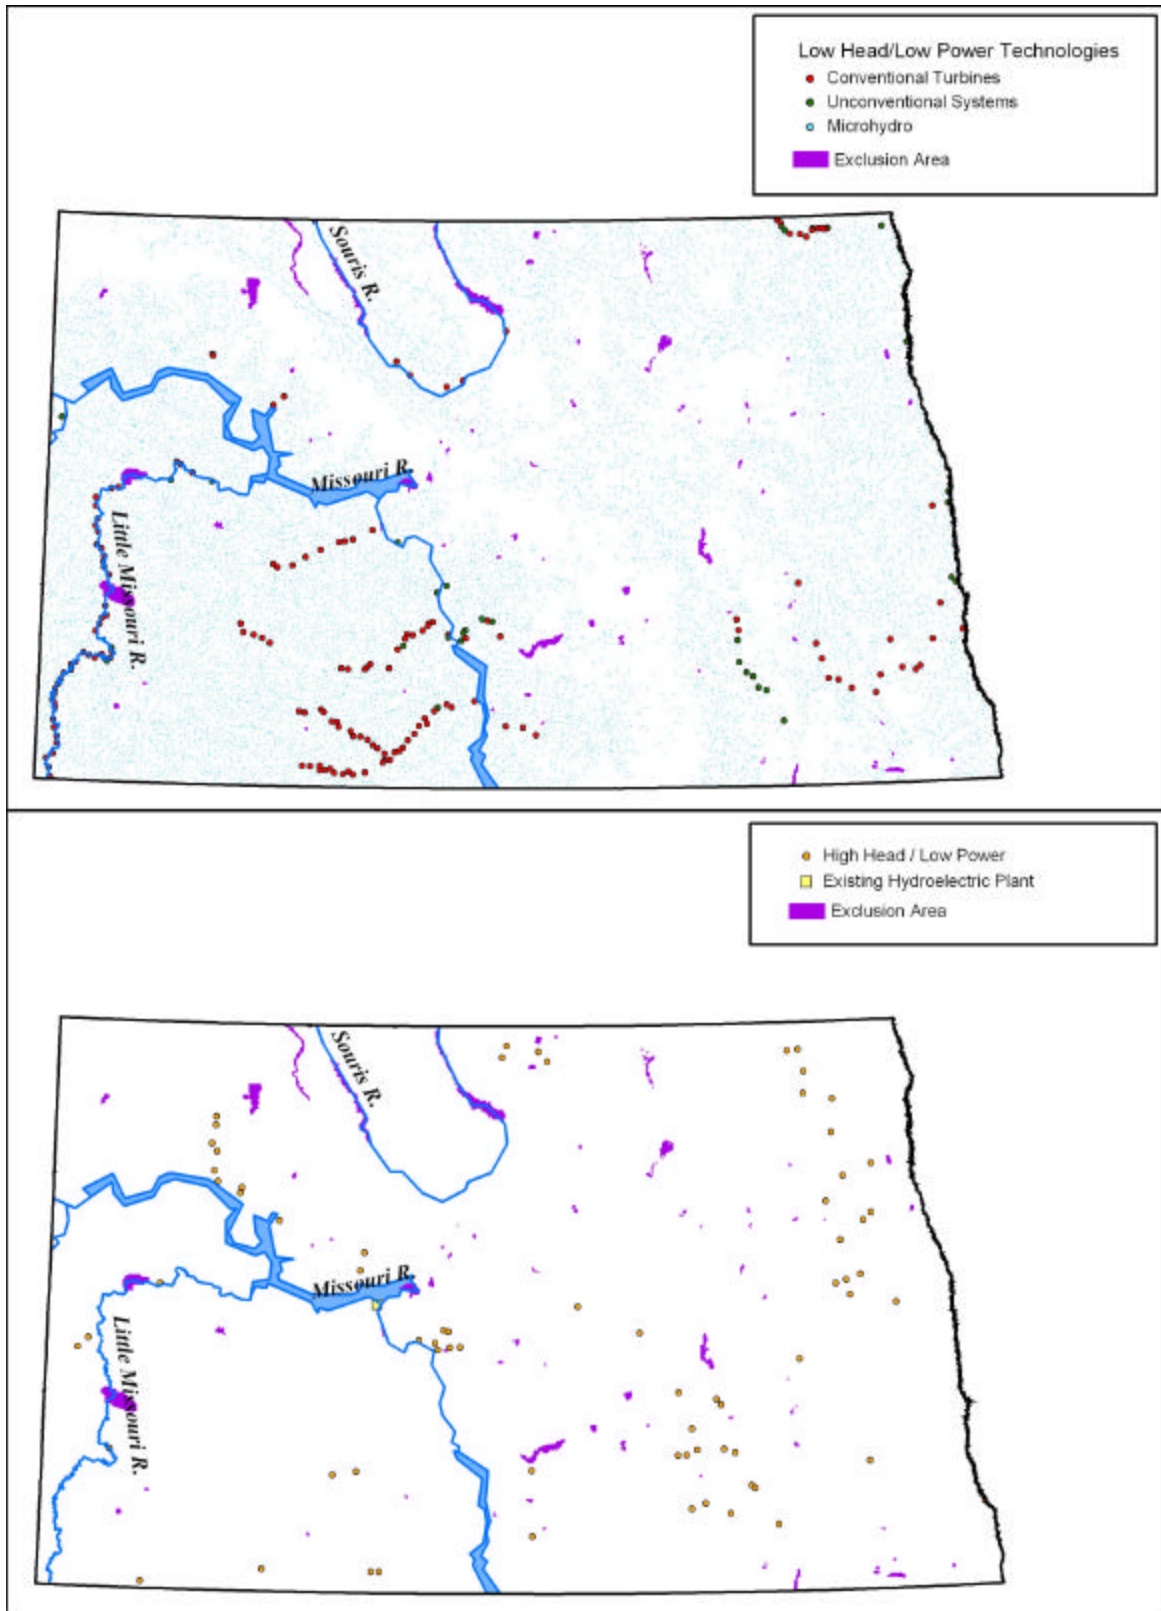 Low Head/Low Power Technologies
Conventional Turbines
Unconventional Systems
Microhydro
Exclusion Area
Souris R.
Missouri R.
Little Missouri R.
High Head / Low Power
Existing Hydroelectric Plant
Exclusion Area
Souris R.
Missouri R.
Little Missouri R.